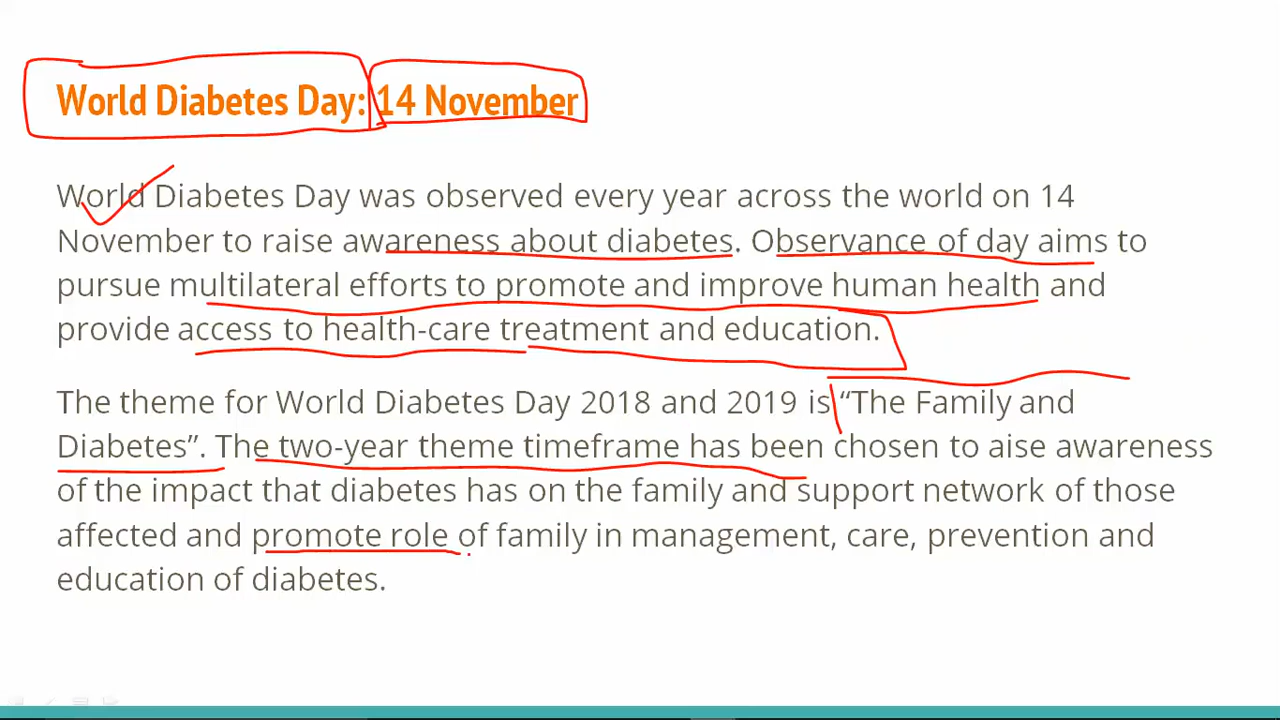 World Diabetes Day: 14 November
World Diabetes Day was observed every year across the world on 14
November to raise awareness about diabetes. Observance of day aims to
pursue multilateral efforts to promote and improve human health and
provide access to health-care treatment and education.
The theme for World Diabetes Day 2018 and 2019 is “The Family and
Diabetes”. The two-year theme timeframe has been chosen to aise awareness
of the impact that diabetes has on the family and support network of those
affected and promote role of family in management, care, prevention and
education of diabetes.